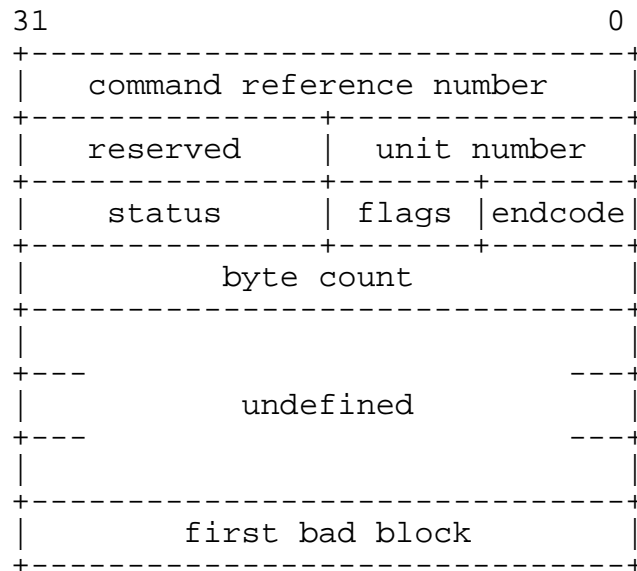 31 0
command reference number
reserved unit number
status flags endcode
byte count
undefined
first bad block